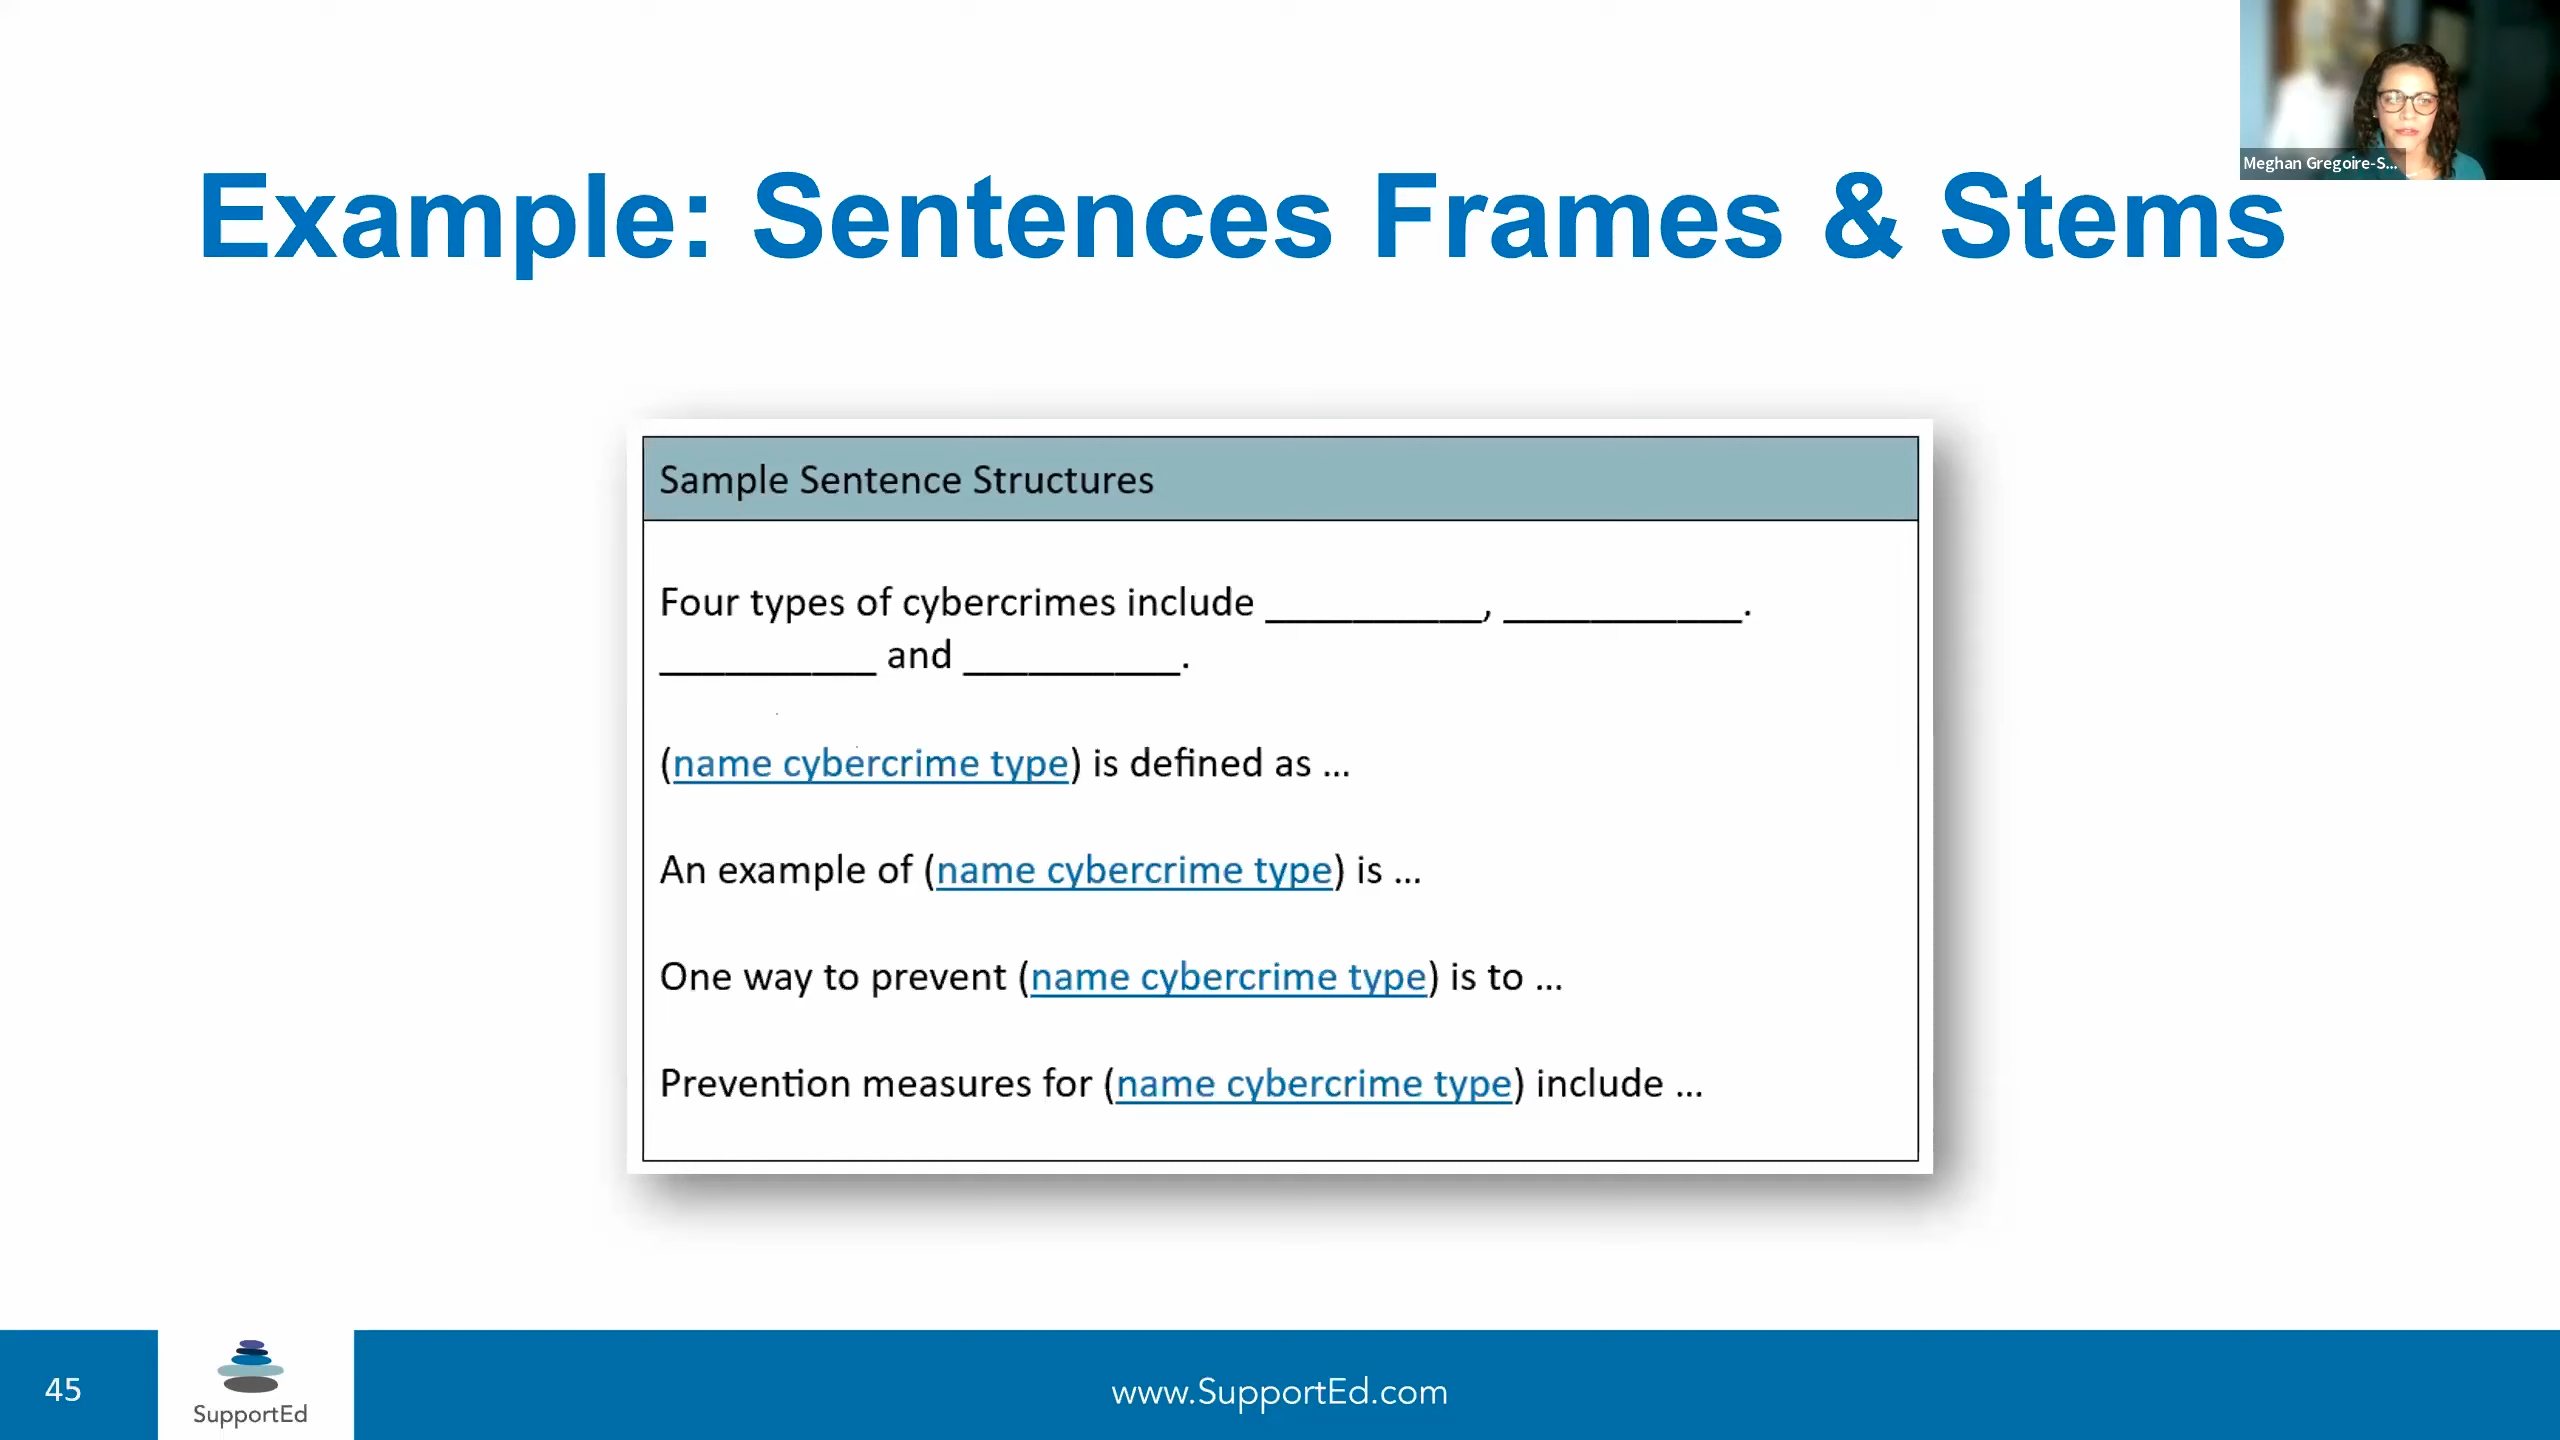 Meghan Gregoire-S...
Example: Sentences Frames & Stems
Sample Sentence Structures
Four types of cybercrimes include __________, ___________.
__________ and __________.
(name cybercrime type) is defined as ...
An example of (name cybercrime type) is ...
One way to prevent (name cybercrime type) is to ...
Prevention measures for (name cybercrime type) include ...
45
SupportEd
www.SupportEd.com